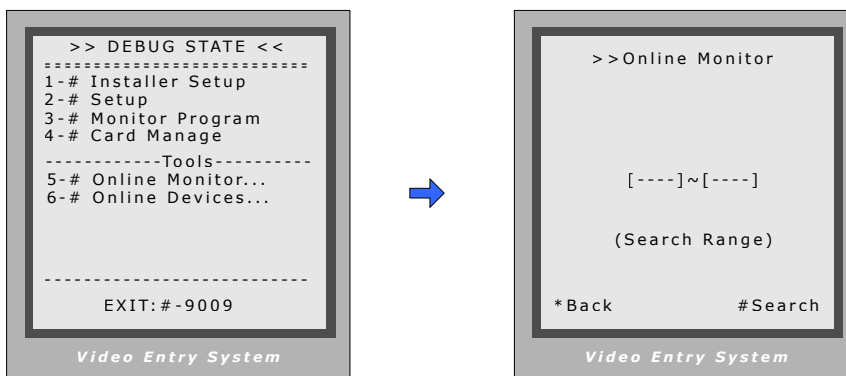 >> DEBUG STATE <<
---------------------------
1-# Installer Setup
2-# Setup
3-# Monitor Program
4-# Card Manage
------------Tools----------
5-# Online Monitor...
6-# Online Devices...
---------------------------
EXIT:#-9009
Video Entry System
>>Online Monitor
[----]~[----]
(Search Range)
*Back #Search
Video Entry System